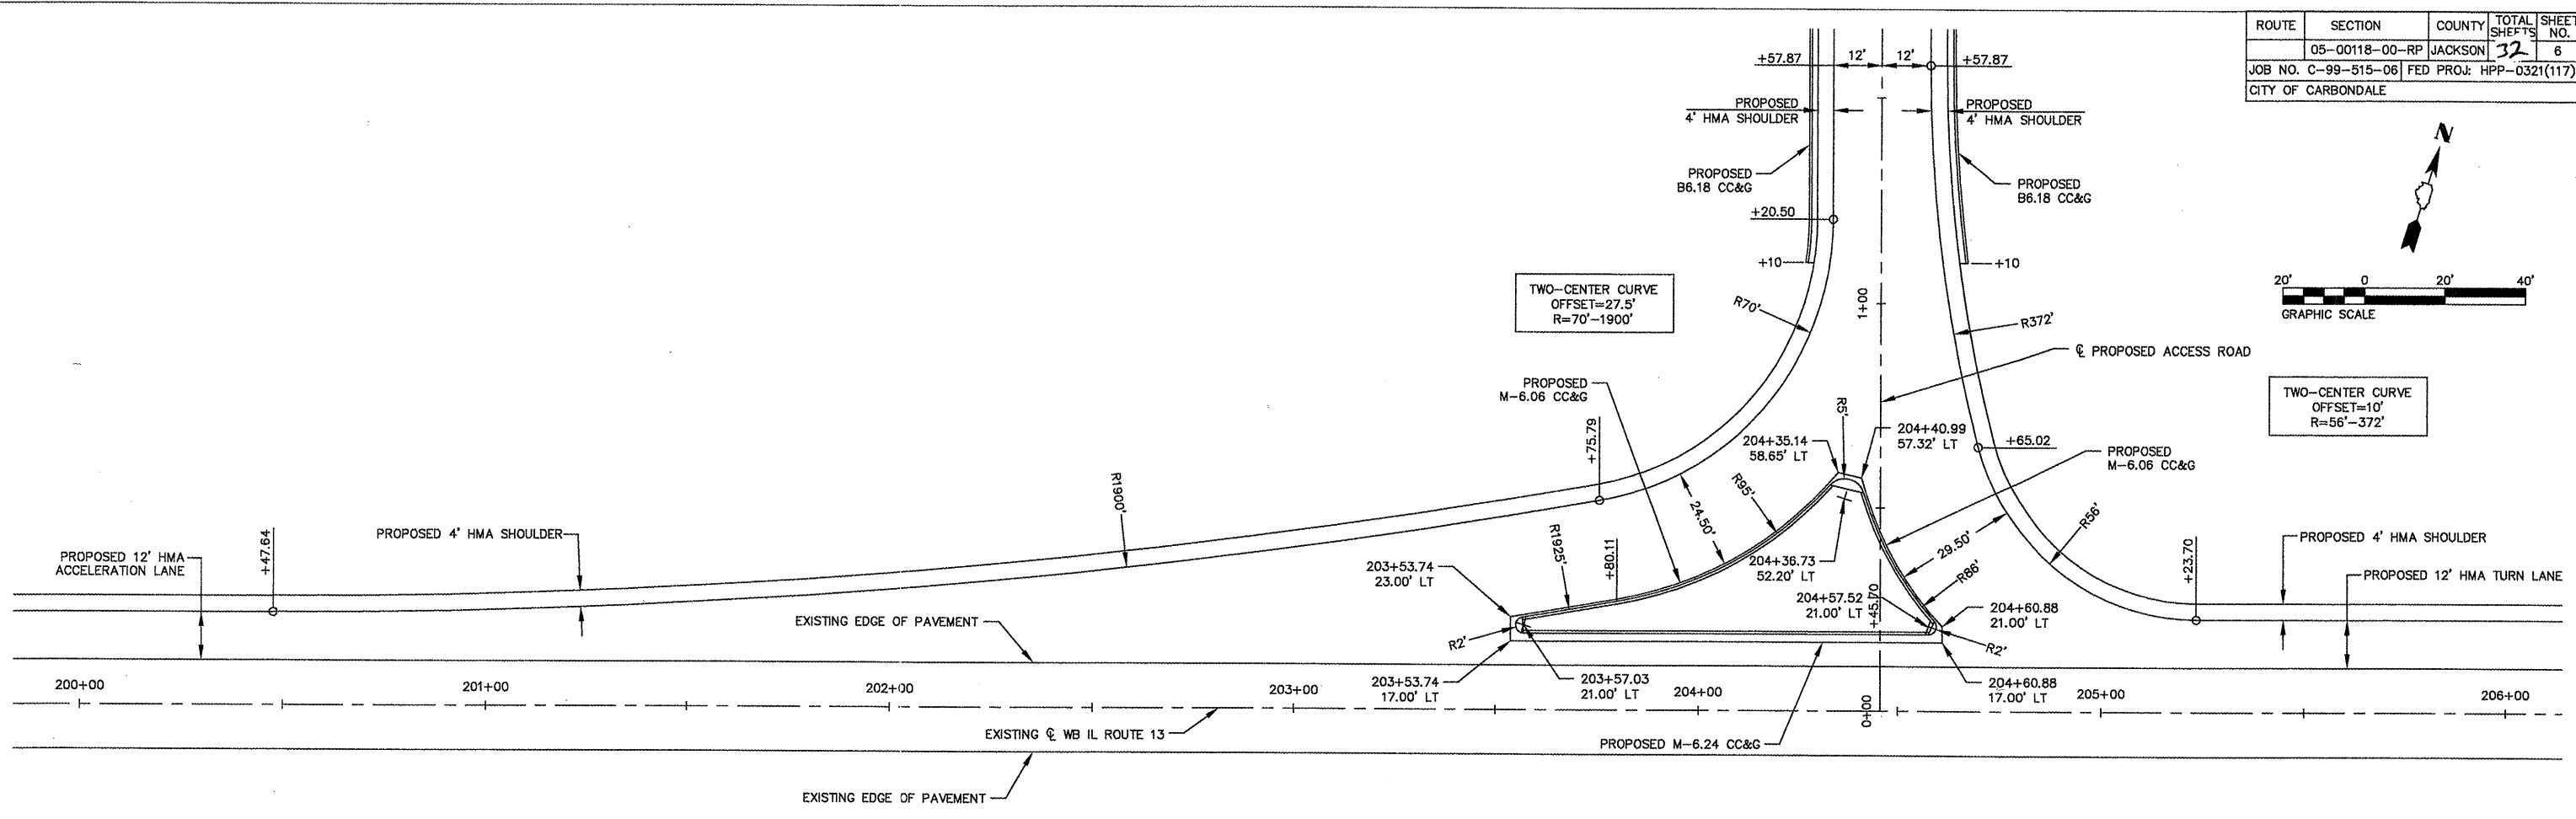 ROUTE SECTION COUNTY TOTAL SHEETS SHEET NO.
05-00118-00-RP JACKSON 32 6
JOB NO. C-99-515-06 FED PROJ: HPP-0321(117)
CITY OF CARBONDALE
N
20' 0 20' 40'
GRAPHIC SCALE
+57.87
12'
12'
+57.87
PROPOSED
4' HMA SHOULDER
PROPOSED
4' HMA SHOULDER
PROPOSED
B6.18 CC&G
PROPOSED
B6.18 CC&G
+20.50
+10
+10
TWO-CENTER CURVE
OFFSET=27.5'
R=70'-1900'
R70'
1+00
R372'
℄ PROPOSED ACCESS ROAD
TWO-CENTER CURVE
OFFSET=10'
R=56'-372'
PROPOSED
M-6.06 CC&G
R5'
+75.79
204+35.14
58.65' LT
204+40.99
57.32' LT
+65.02
PROPOSED
M-6.06 CC&G
R1900'
R95'
24.50'
R56'
+47.64
PROPOSED 4' HMA SHOULDER
PROPOSED 12' HMA
ACCELERATION LANE
R1925'
+80.11
204+36.73
52.20' LT
29.50'
R86'
+23.70
PROPOSED 4' HMA SHOULDER
PROPOSED 12' HMA TURN LANE
203+53.74
23.00' LT
204+57.52
21.00' LT
+45.70
204+60.88
21.00' LT
EXISTING EDGE OF PAVEMENT
R2'
R2'
203+53.74
17.00' LT
203+57.03
21.00' LT
204+60.88
17.00' LT
200+00 201+00 202+00 203+00 204+00 205+00 206+00
0+00
EXISTING ℄ WB IL ROUTE 13
PROPOSED M-6.24 CC&G
EXISTING EDGE OF PAVEMENT